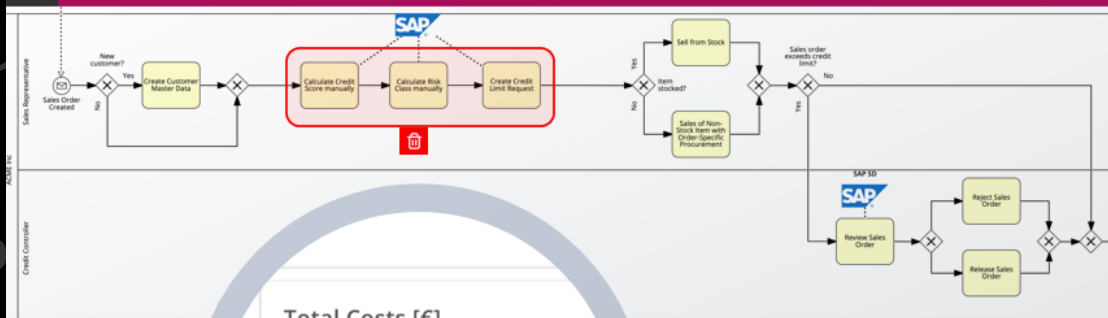 SAP
New
customer?
Yes
No
Sales Order
Created
Create Customer
Master Data
Calculate Credit
Score manually
Calculate Risk
Class manually
Create Credit
Limit Request
Yes
No
Item
stocked?
Sell from Stock
Sales of Non-
Stock Item with
Order-Specific
Procurement
Sales order
exceeds credit
limit?
No
Yes
Sales Representative
ACME Inc
Credit Controller
SAP SD
SAP
Review Sales
Order
Reject Sales
Order
Release Sales
Order
Total Costs [€]